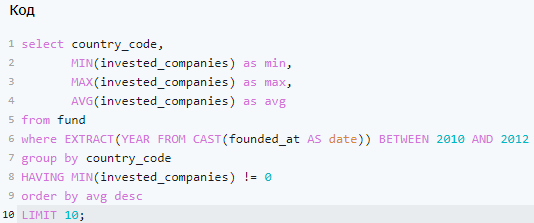 Код
1 select country_code,
2 MIN(invested_companies) as min,
3 MAX(invested_companies) as max,
4 AVG(invested_companies) as avg
5 from fund
6 where EXTRACT(YEAR FROM CAST(founded_at AS date)) BETWEEN 2010 AND 2012
7 group by country_code
8 HAVING MIN(invested_companies) != 0
9 order by avg desc
10 LIMIT 10;